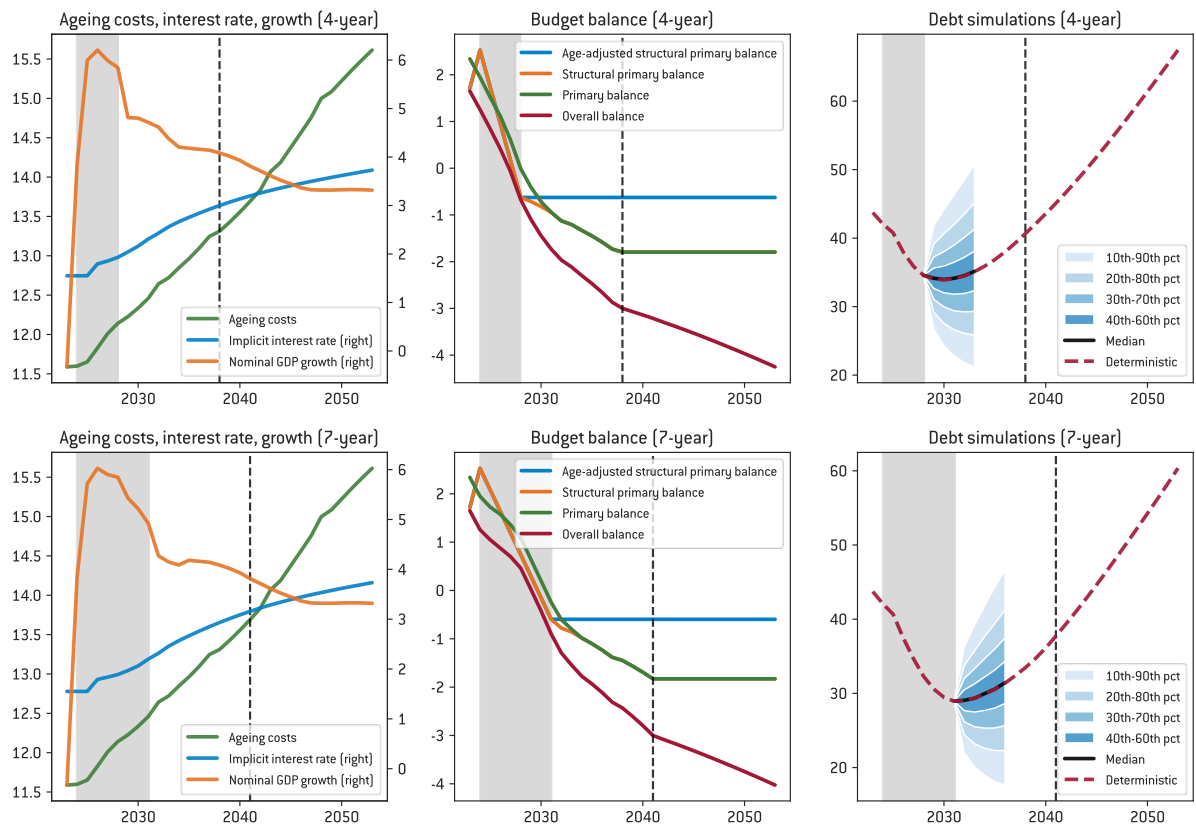 Ageing costs, interest rate, growth (4-year)
15.5
15.0
14.5
14.0
13.5
13.0
12.5
12.0
11.5
6
5
4
3
2
1
0
2030
2040
2050
Ageing costs
Implicit interest rate (right)
Nominal GDP growth (right)
Budget balance (4-year)
2
1
0
-1
-2
-3
-4
2030
2040
2050
Age-adjusted structural primary balance
Structural primary balance
Primary balance
Overall balance
Debt simulations (4-year)
60
50
40
30
20
2030
2040
2050
10th-90th pct
20th-80th pct
30th-70th pct
40th-60th pct
Median
Deterministic
Ageing costs, interest rate, growth (7-year)
15.5
15.0
14.5
14.0
13.5
13.0
12.5
12.0
11.5
6
5
4
3
2
1
0
2030
2040
2050
Ageing costs
Implicit interest rate (right)
Nominal GDP growth (right)
Budget balance (7-year)
2
1
0
-1
-2
-3
-4
2030
2040
2050
Age-adjusted structural primary balance
Structural primary balance
Primary balance
Overall balance
Debt simulations (7-year)
60
50
40
30
20
2030
2040
2050
10th-90th pct
20th-80th pct
30th-70th pct
40th-60th pct
Median
Deterministic